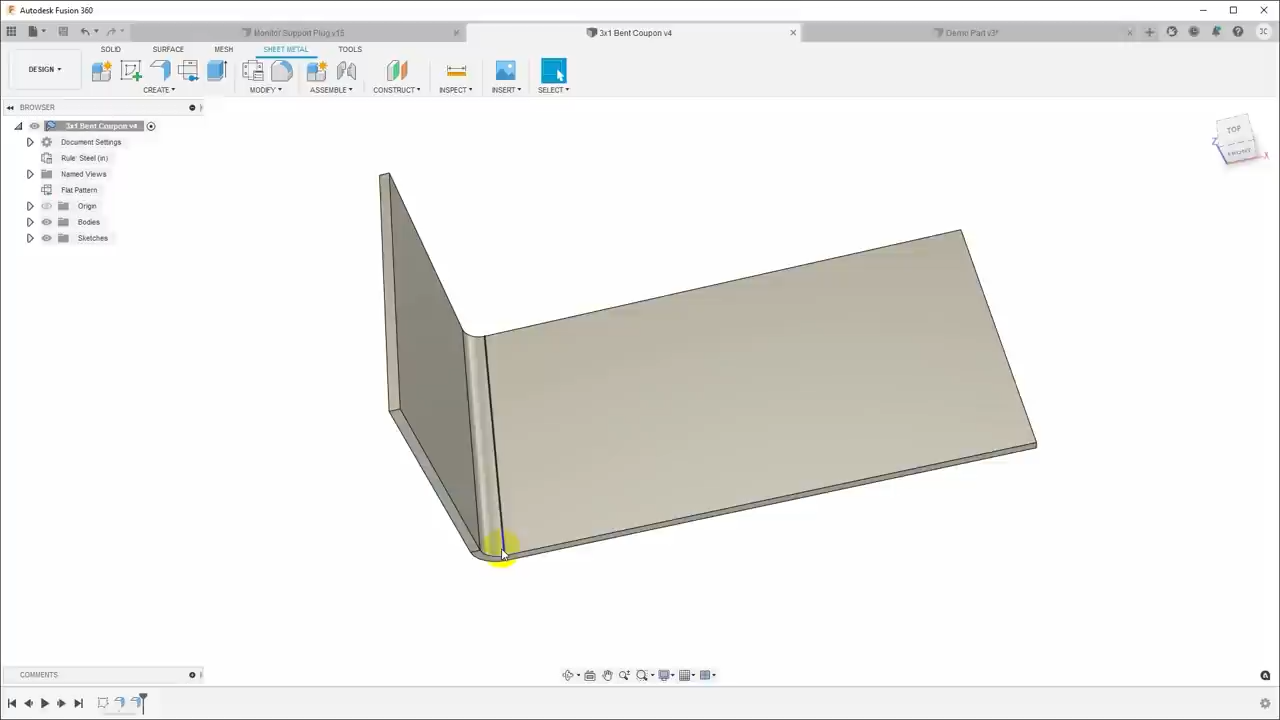 Autodesk Fusion 360
Monitor Support Plug v15
3x1 Bent Coupon v4
Demo Part v3*
DESIGN
SOLID SURFACE MESH SHEET METAL TOOLS
CREATE MODIFY ASSEMBLE CONSTRUCT INSPECT INSERT SELECT
BROWSER
3x1 Bent Coupon v4
Document Settings
Rule: Steel (in)
Named Views
Flat Pattern
Origin
Bodies
Sketches
TOP
FRONT
Z
X
COMMENTS